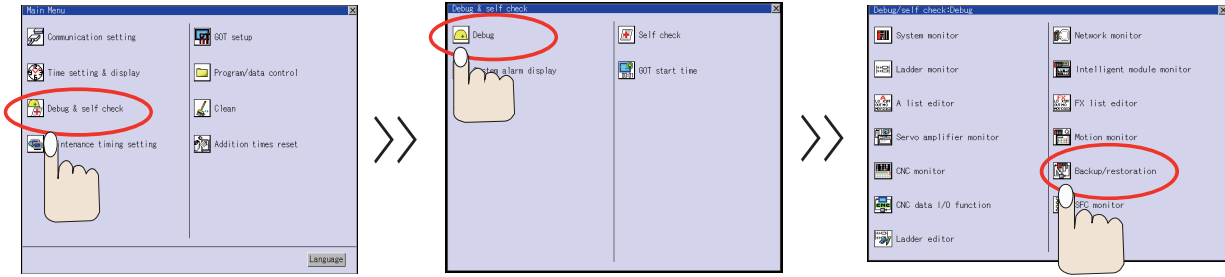 Main Menu
Communication setting
GOT setup
Time setting & display
Program/data control
Debug & self check
Clean
intenance timing setting
Addition times reset
Language
Debug & self check
Debug
Self check
stem alarm display
GOT start time
Debug/self check:Debug
System monitor
Network monitor
Ladder monitor
Intelligent module monitor
A list editor
FX list editor
Servo amplifier monitor
Motion monitor
CNC monitor
Backup/restoration
CNC data I/O function
SFC monitor
Ladder editor